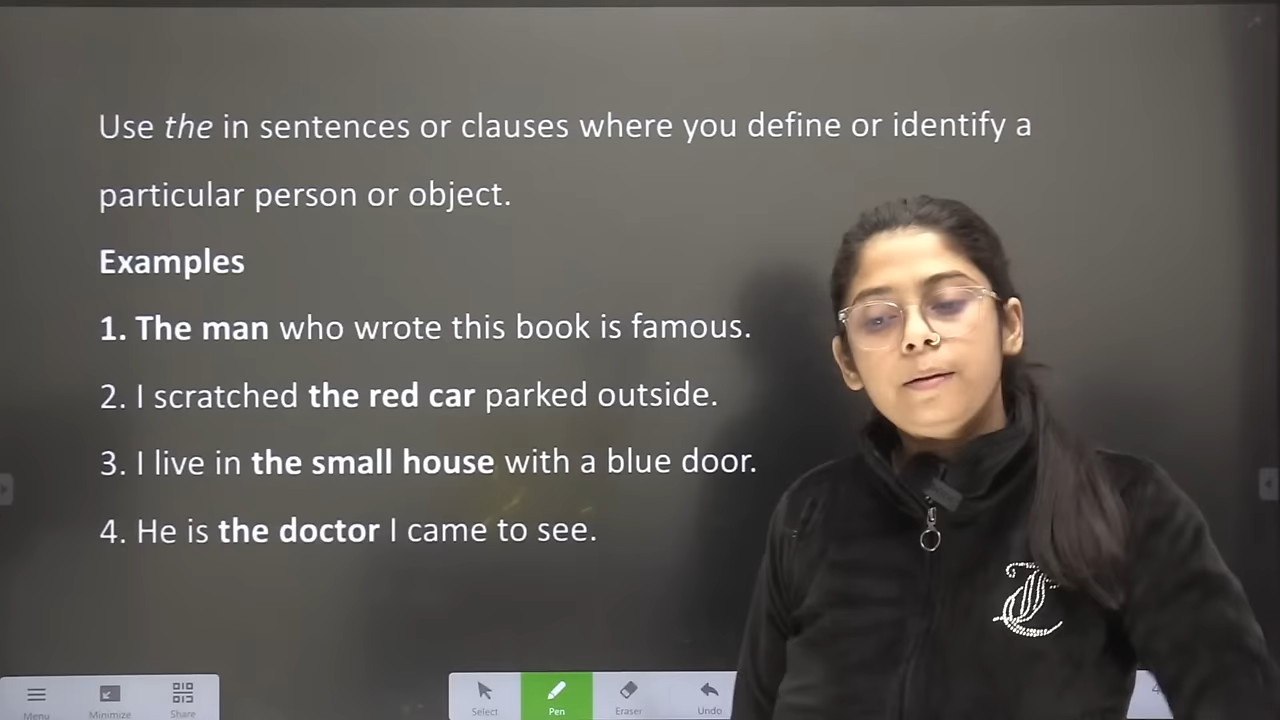 Use the in sentences or clauses where you define or identify a
particular person or object.
Examples
1. The man who wrote this book is famous.
2. I scratched the red car parked outside.
3. I live in the small house with a blue door.
4. He is the doctor I came to see.
Menu Minimize Share Select Pen Eraser Undo 4